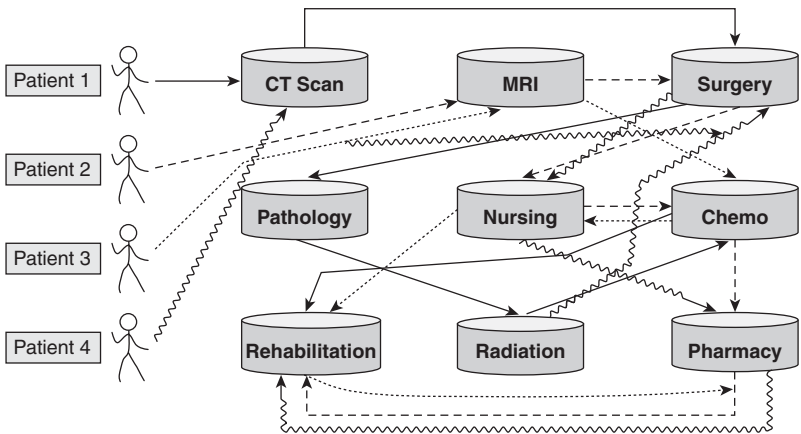 Patient 1
CT Scan
MRI
Surgery
Patient 2
Pathology
Nursing
Chemo
Patient 3
Patient 4
Rehabilitation
Radiation
Pharmacy